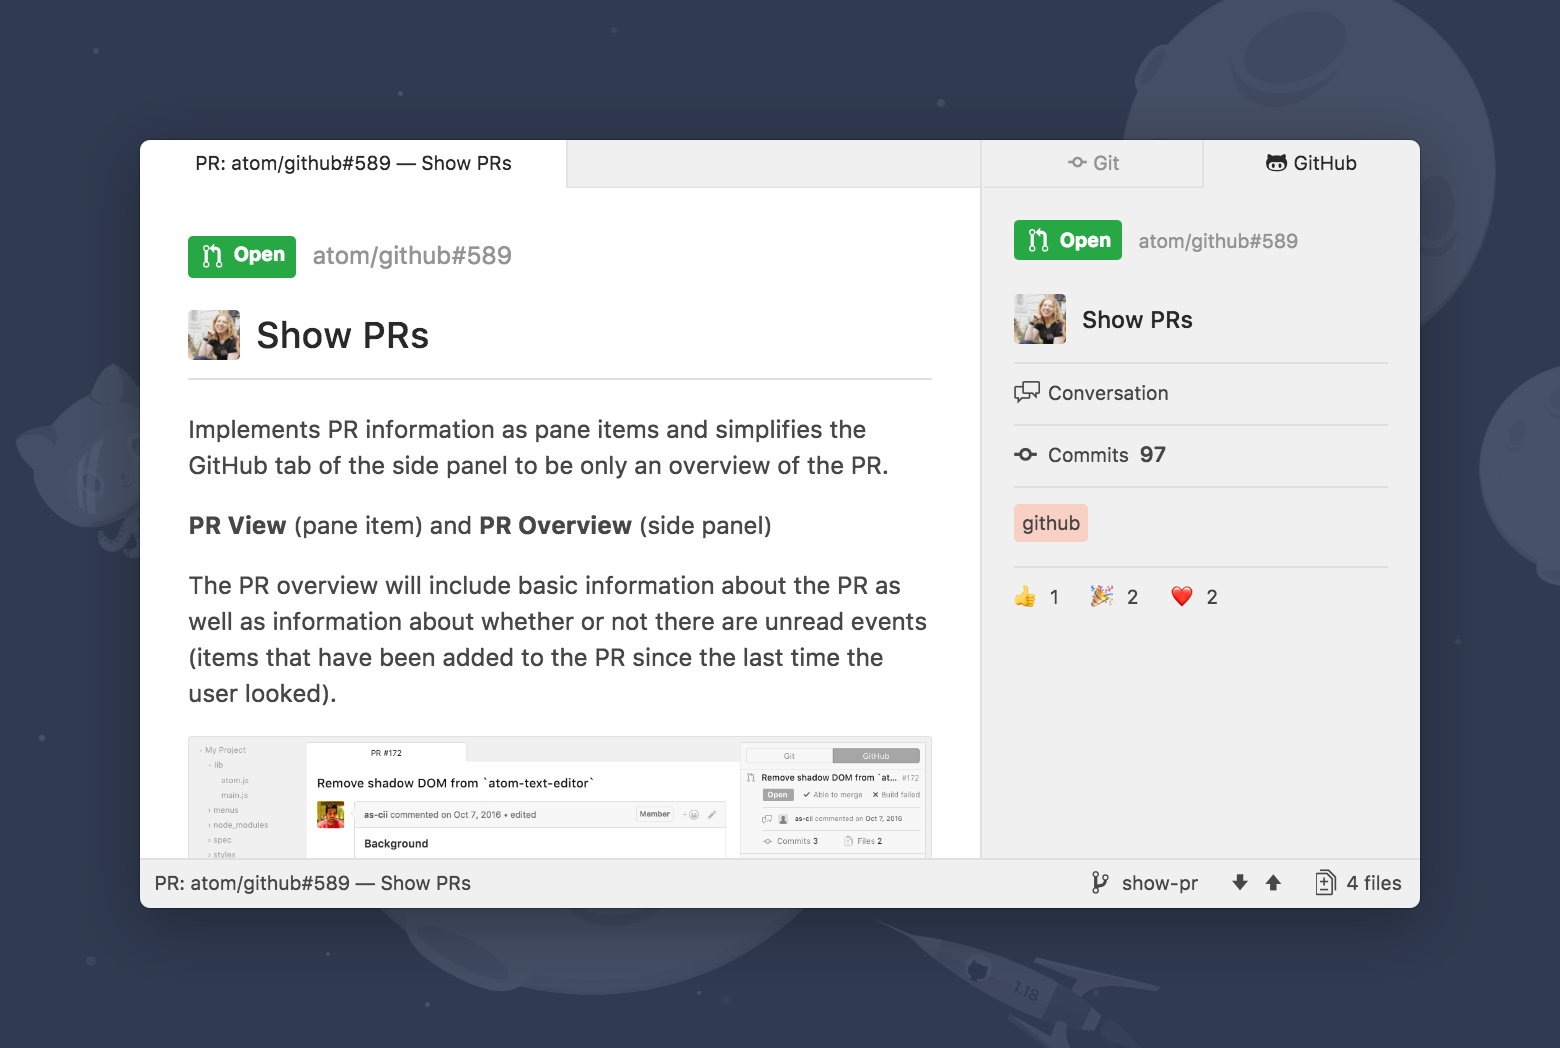 PR: atom/github#589 — Show PRs
Git
GitHub
Open atom/github#589
Show PRs
Implements PR information as pane items and simplifies the
GitHub tab of the side panel to be only an overview of the PR.
PR View (pane item) and PR Overview (side panel)
The PR overview will include basic information about the PR as
well as information about whether or not there are unread events
(items that have been added to the PR since the last time the
user looked).
My Project
lib
atom.js
main.js
menus
node_modules
spec
styles
PR #172
Remove shadow DOM from `atom-text-editor`
as-cii commented on Oct 7, 2016 • edited
Member
Background
Git
GitHub
Remove shadow DOM from `at... #172
Open Able to merge Build failed
as-cii commented on Oct 7, 2016
Commits 3 Files 2
Open atom/github#589
Show PRs
Conversation
Commits 97
github
1 2 2
PR: atom/github#589 — Show PRs
show-pr
4 files
1.18